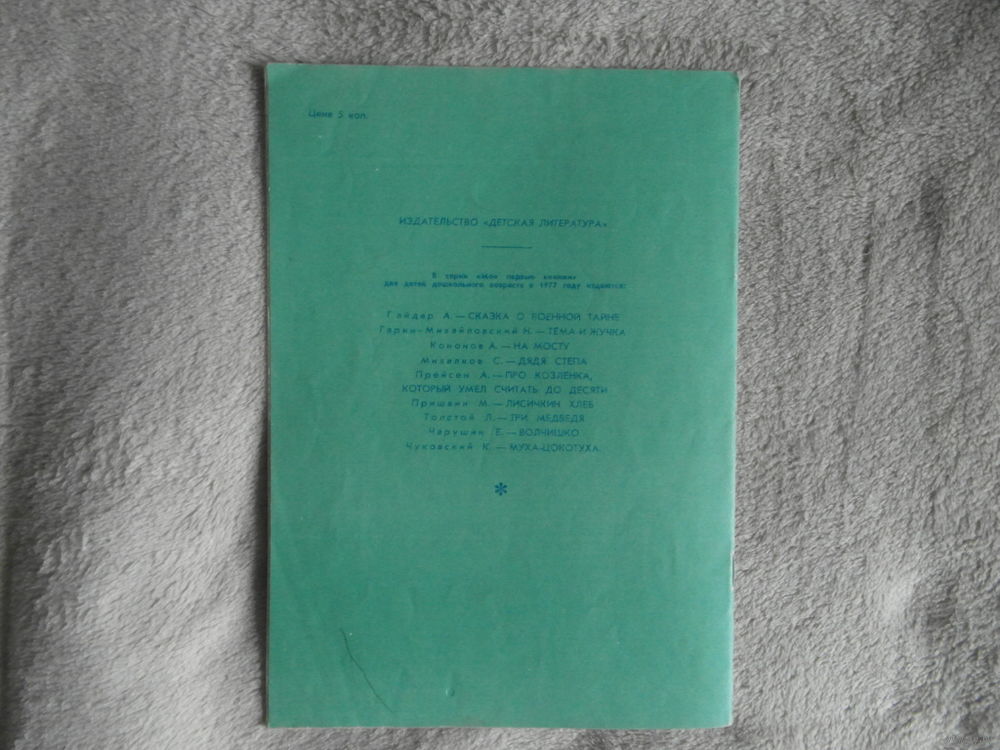 Цена 5 коп.
ИЗДАТЕЛЬСТВО «ДЕТСКАЯ ЛИТЕРАТУРА»
В серии «Мои первые книжки»
для детей дошкольного возраста в 1977 году издаются:
Гайдар А. — СКАЗКА О ВОЕННОЙ ТАЙНЕ
Гарин-Михайловский Н. — ТЕМА И ЖУЧКА
Кононов А. — НА МОСТУ
Михалков С. — ДЯДЯ СТЕПА
Прейсен А. — ПРО КОЗЛЕНКА,
КОТОРЫЙ УМЕЛ СЧИТАТЬ ДО ДЕСЯТИ
Пришвин М. — ЛИСИЧКИН ХЛЕБ
Толстой Л. — ТРИ МЕДВЕДЯ
Чарушин Е. — ВОЛЧИШКО
Чуковский К. — МУХА-ЦОКОТУХА.